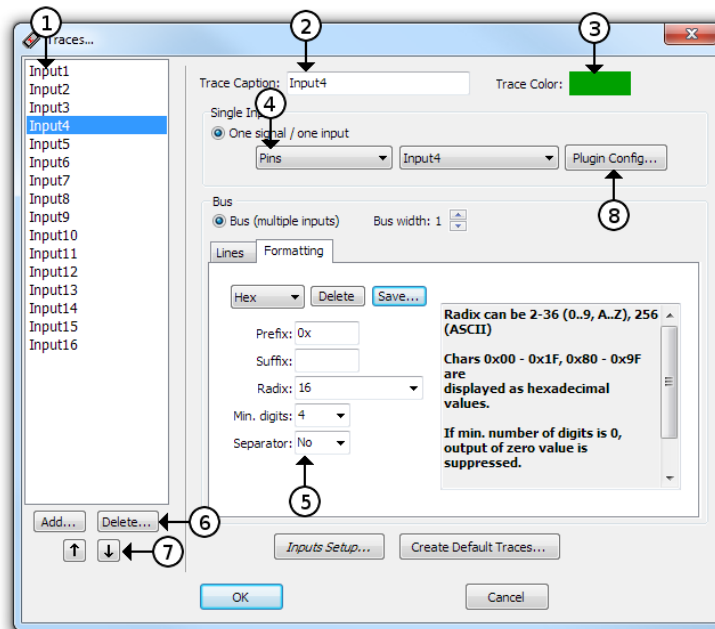 1
2
3
Traces...
Input1
Input2
Input3
Input4
Input5
Input6
Input7
Input8
Input9
Input10
Input11
Input12
Input13
Input14
Input15
Input16
Add... Delete... 6
7
Trace Caption: Input4 Trace Color:
4
One signal / one input
Pins Input4 Plugin Config...
8
Bus
Bus (multiple inputs) Bus width: 1
Lines Formatting
Hex Delete Save...
Prefix: 0x
Suffix:
Radix: 16
Min. digits: 4
Separator: No
5
Radix can be 2-36 (0..9, A..Z), 256
(ASCII)
Chars 0x00 - 0x1F, 0x80 - 0x9F
are
displayed as hexadecimal
values.
If min. number of digits is 0,
output of zero value is
suppressed.
Inputs Setup... Create Default Traces...
OK Cancel